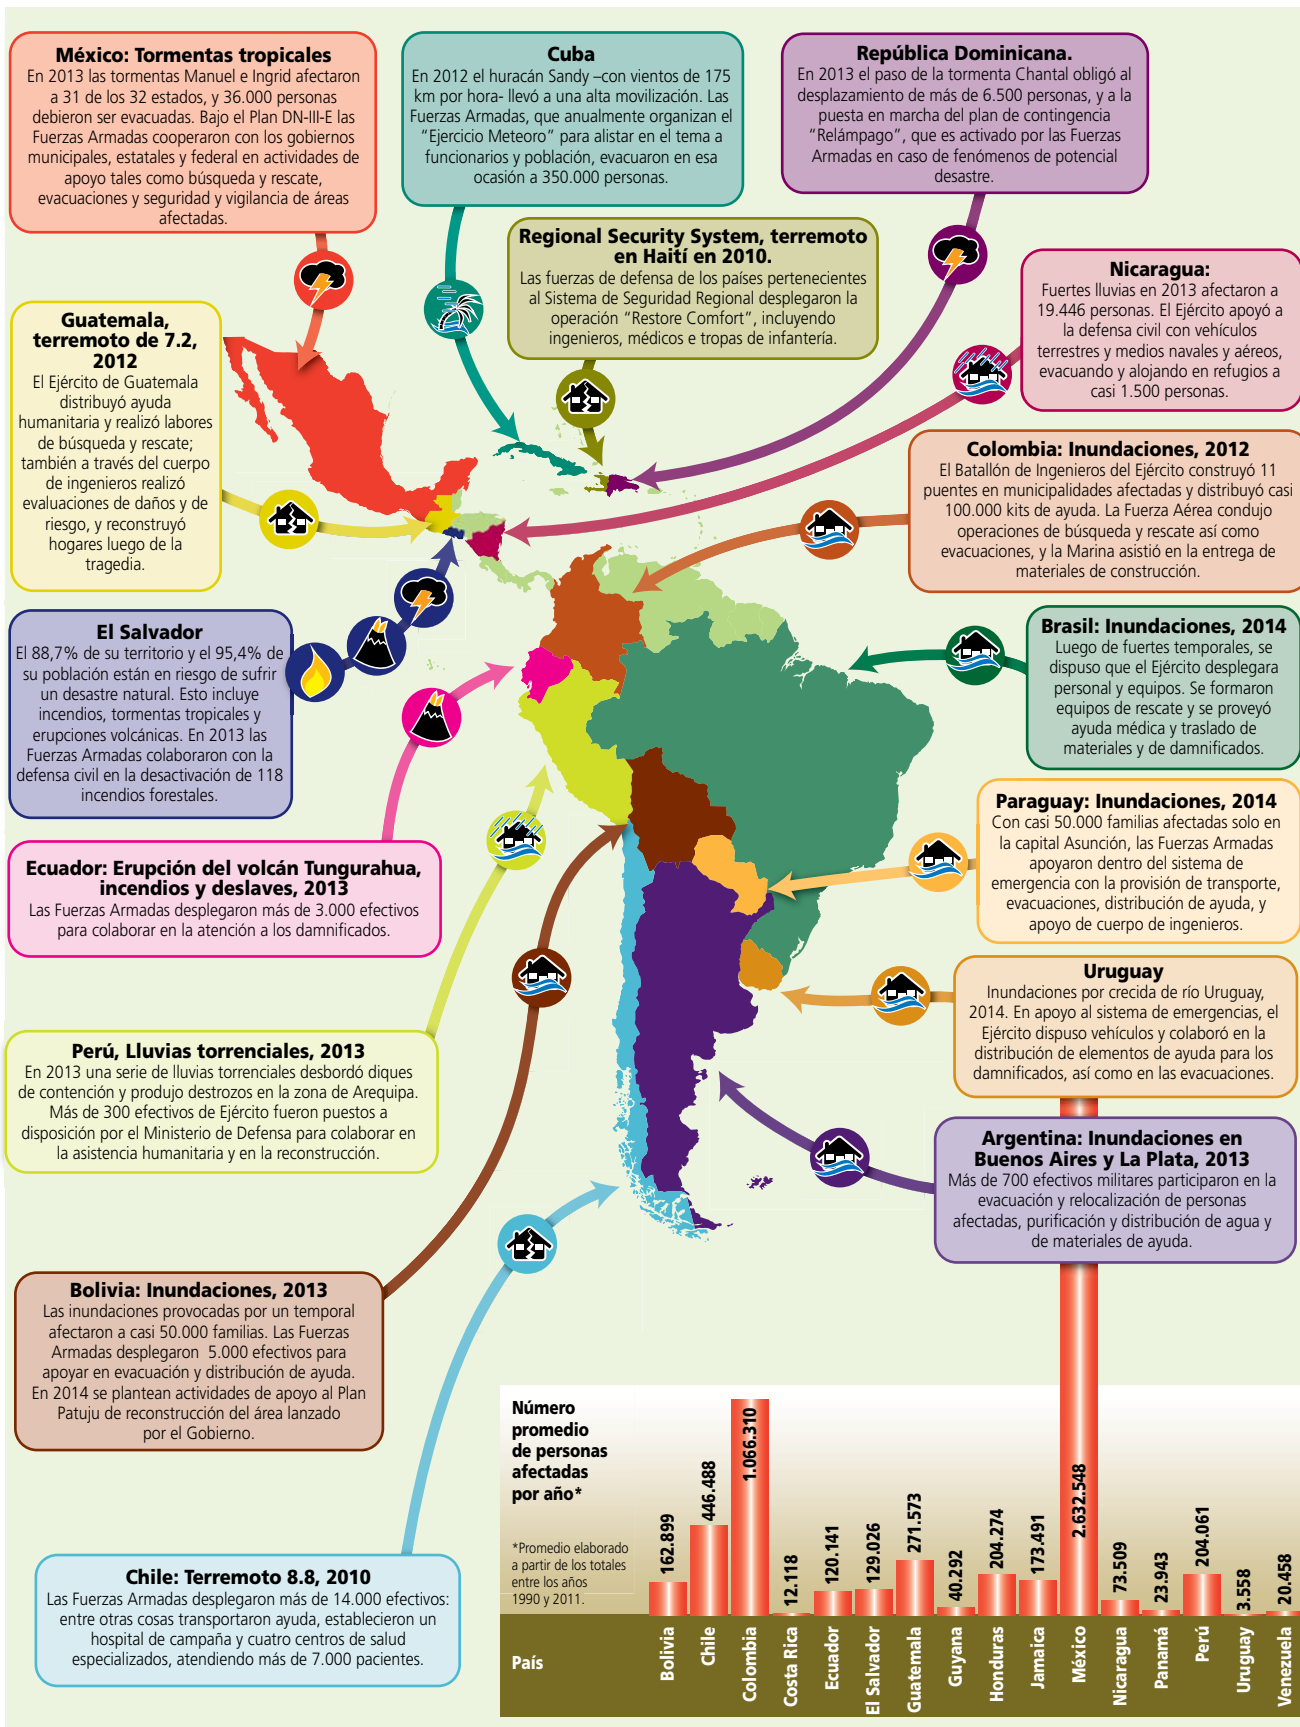 México: Tormentas tropicales
En 2013 las tormentas Manuel e Ingrid afectaron
a 31 de los 32 estados, y 36.000 personas
debieron ser evacuadas. Bajo el Plan DN-III-E las
Fuerzas Armadas cooperaron con los gobiernos
municipales, estatales y federal en actividades de
apoyo tales como búsqueda y rescate,
evacuaciones y seguridad y vigilancia de áreas
afectadas.
Cuba
En 2012 el huracán Sandy –con vientos de 175
km por hora- llevó a una alta movilización. Las
Fuerzas Armadas, que anualmente organizan el
“Ejercicio Meteoro” para alistar en el tema a
funcionarios y población, evacuaron en esa
ocasión a 350.000 personas.
República Dominicana.
En 2013 el paso de la tormenta Chantal obligó al
desplazamiento de más de 6.500 personas, y a la
puesta en marcha del plan de contingencia
“Relámpago”, que es activado por las Fuerzas
Armadas en caso de fenómenos de potencial
desastre.
Regional Security System, terremoto
en Haití en 2010.
Las fuerzas de defensa de los países pertenecientes
al Sistema de Seguridad Regional desplegaron la
operación “Restore Comfort”, incluyendo
ingenieros, médicos e tropas de infantería.
Nicaragua:
Fuertes lluvias en 2013 afectaron a
19.446 personas. El Ejército apoyó a
la defensa civil con vehículos
terrestres y medios navales y aéreos,
evacuando y alojando en refugios a
casi 1.500 personas.
Guatemala,
terremoto de 7.2,
2012
El Ejército de Guatemala
distribuyó ayuda
humanitaria y realizó labores
de búsqueda y rescate;
también a través del cuerpo
de ingenieros realizó
evaluaciones de daños y de
riesgo, y reconstruyó
hogares luego de la
tragedia.
Colombia: Inundaciones, 2012
El Batallón de Ingenieros del Ejército construyó 11
puentes en municipalidades afectadas y distribuyó casi
100.000 kits de ayuda. La Fuerza Aérea condujo
operaciones de búsqueda y rescate así como
evacuaciones, y la Marina asistió en la entrega de
materiales de construcción.
El Salvador
El 88,7% de su territorio y el 95,4% de
su población están en riesgo de sufrir
un desastre natural. Esto incluye
incendios, tormentas tropicales y
erupciones volcánicas. En 2013 las
Fuerzas Armadas colaboraron con la
defensa civil en la desactivación de 118
incendios forestales.
Brasil: Inundaciones, 2014
Luego de fuertes temporales, se
dispuso que el Ejército desplegara
personal y equipos. Se formaron
equipos de rescate y se proveyó
ayuda médica y traslado de
materiales y de damnificados.
Paraguay: Inundaciones, 2014
Con casi 50.000 familias afectadas solo en
la capital Asunción, las Fuerzas Armadas
apoyaron dentro del sistema de
emergencia con la provisión de transporte,
evacuaciones, distribución de ayuda, y
apoyo de cuerpo de ingenieros.
Ecuador: Erupción del volcán Tungurahua,
incendios y deslaves, 2013
Las Fuerzas Armadas desplegaron más de 3.000 efectivos
para colaborar en la atención a los damnificados.
Uruguay
Inundaciones por crecida de río Uruguay,
2014. En apoyo al sistema de emergencias, el
Ejército dispuso vehículos y colaboró en la
distribución de elementos de ayuda para los
damnificados, así como en las evacuaciones.
Perú, Lluvias torrenciales, 2013
En 2013 una serie de lluvias torrenciales desbordó diques
de contención y produjo destrozos en la zona de Arequipa.
Más de 300 efectivos de Ejército fueron puestos a
disposición por el Ministerio de Defensa para colaborar en
la asistencia humanitaria y en la reconstrucción.
Argentina: Inundaciones en
Buenos Aires y La Plata, 2013
Más de 700 efectivos militares participaron en la
evacuación y relocalización de personas
afectadas, purificación y distribución de agua y
de materiales de ayuda.
Bolivia: Inundaciones, 2013
Las inundaciones provocadas por un temporal
afectaron a casi 50.000 familias. Las Fuerzas
Armadas desplegaron 5.000 efectivos para
apoyar en evacuación y distribución de ayuda.
En 2014 se plantean actividades de apoyo al Plan
Patuju de reconstrucción del área lanzado
por el Gobierno.
Chile: Terremoto 8.8, 2010
Las Fuerzas Armadas desplegaron más de 14.000 efectivos:
entre otras cosas transportaron ayuda, establecieron un
hospital de campaña y cuatro centros de salud
especializados, atendiendo más de 7.000 pacientes.
Número
promedio
de personas
afectadas
por año*
*Promedio elaborado
a partir de los totales
entre los años
1990 y 2011.
162.899
446.488
1.066.310
12.118
120.141
129.026
271.573
40.292
204.274
173.491
2.632.548
73.509
23.943
204.061
3.558
20.458
País
Bolivia
Chile
Colombia
Costa Rica
Ecuador
El Salvador
Guatemala
Guyana
Honduras
Jamaica
México
Nicaragua
Panamá
Perú
Uruguay
Venezuela